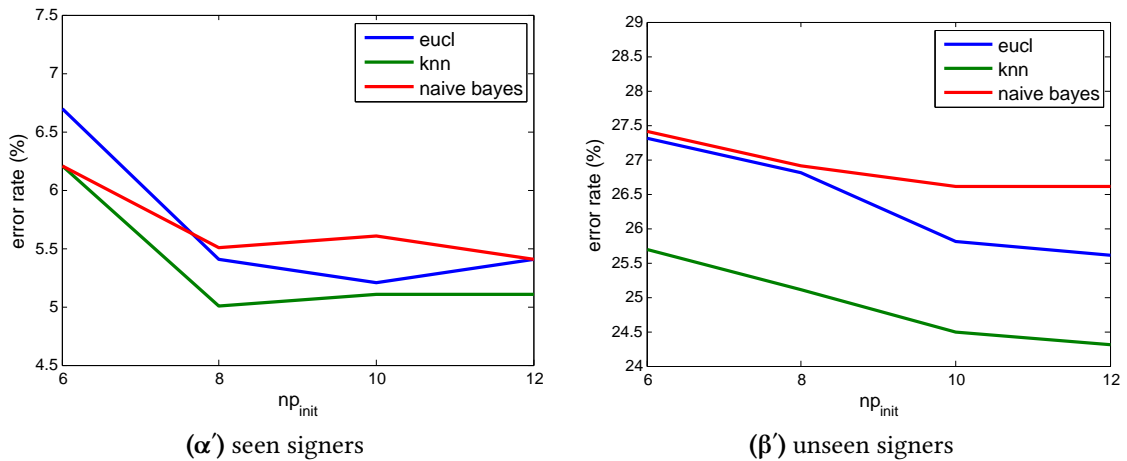 7.5
7
6.5
6
5.5
5
4.5
error rate (%)
6
8
10
12
np_init
eucl
knn
naive bayes
(α′) seen signers
29
28.5
28
27.5
27
26.5
26
25.5
25
24.5
24
error rate (%)
6
8
10
12
np_init
eucl
knn
naive bayes
(β′) unseen signers